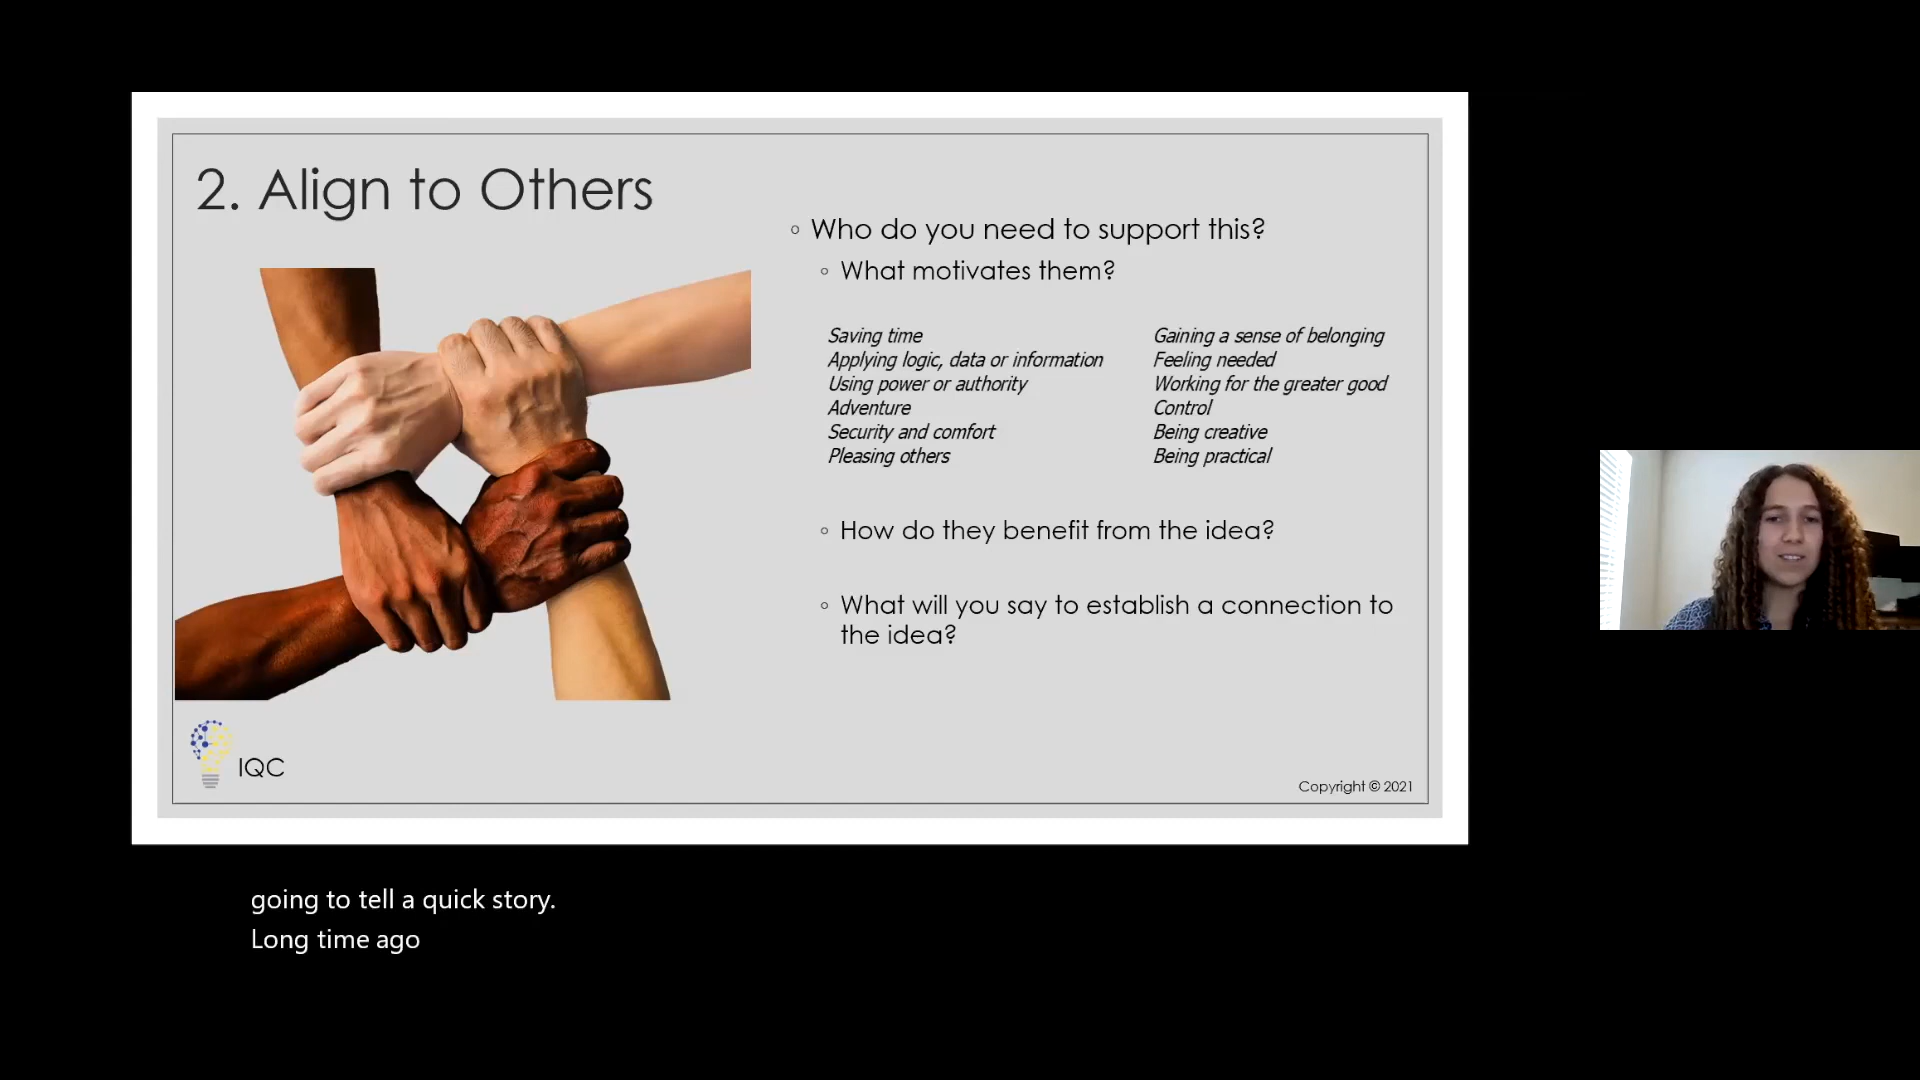 2. Align to Others
◦ Who do you need to support this?
◦ What motivates them?
Saving time
Applying logic, data or information
Using power or authority
Adventure
Security and comfort
Pleasing others
Gaining a sense of belonging
Feeling needed
Working for the greater good
Control
Being creative
Being practical
◦ How do they benefit from the idea?
◦ What will you say to establish a connection to
the idea?
IQC
Copyright © 2021
going to tell a quick story.
Long time ago